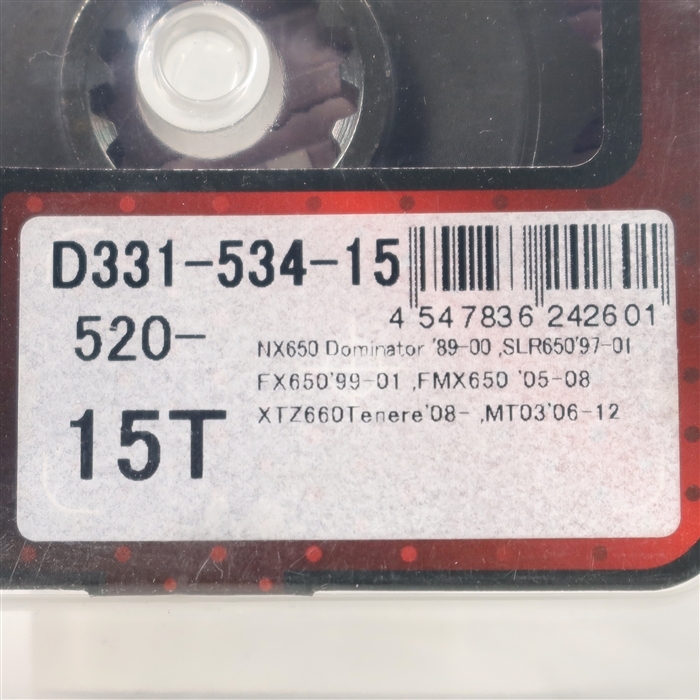 D331-534-15
4 547836 242601
520-
NX650 Dominator '89-00 ,SLR650'97-01
FX650'99-01 ,FMX650 '05-08
15T
XTZ660Tenere'08- ,MT03'06-12